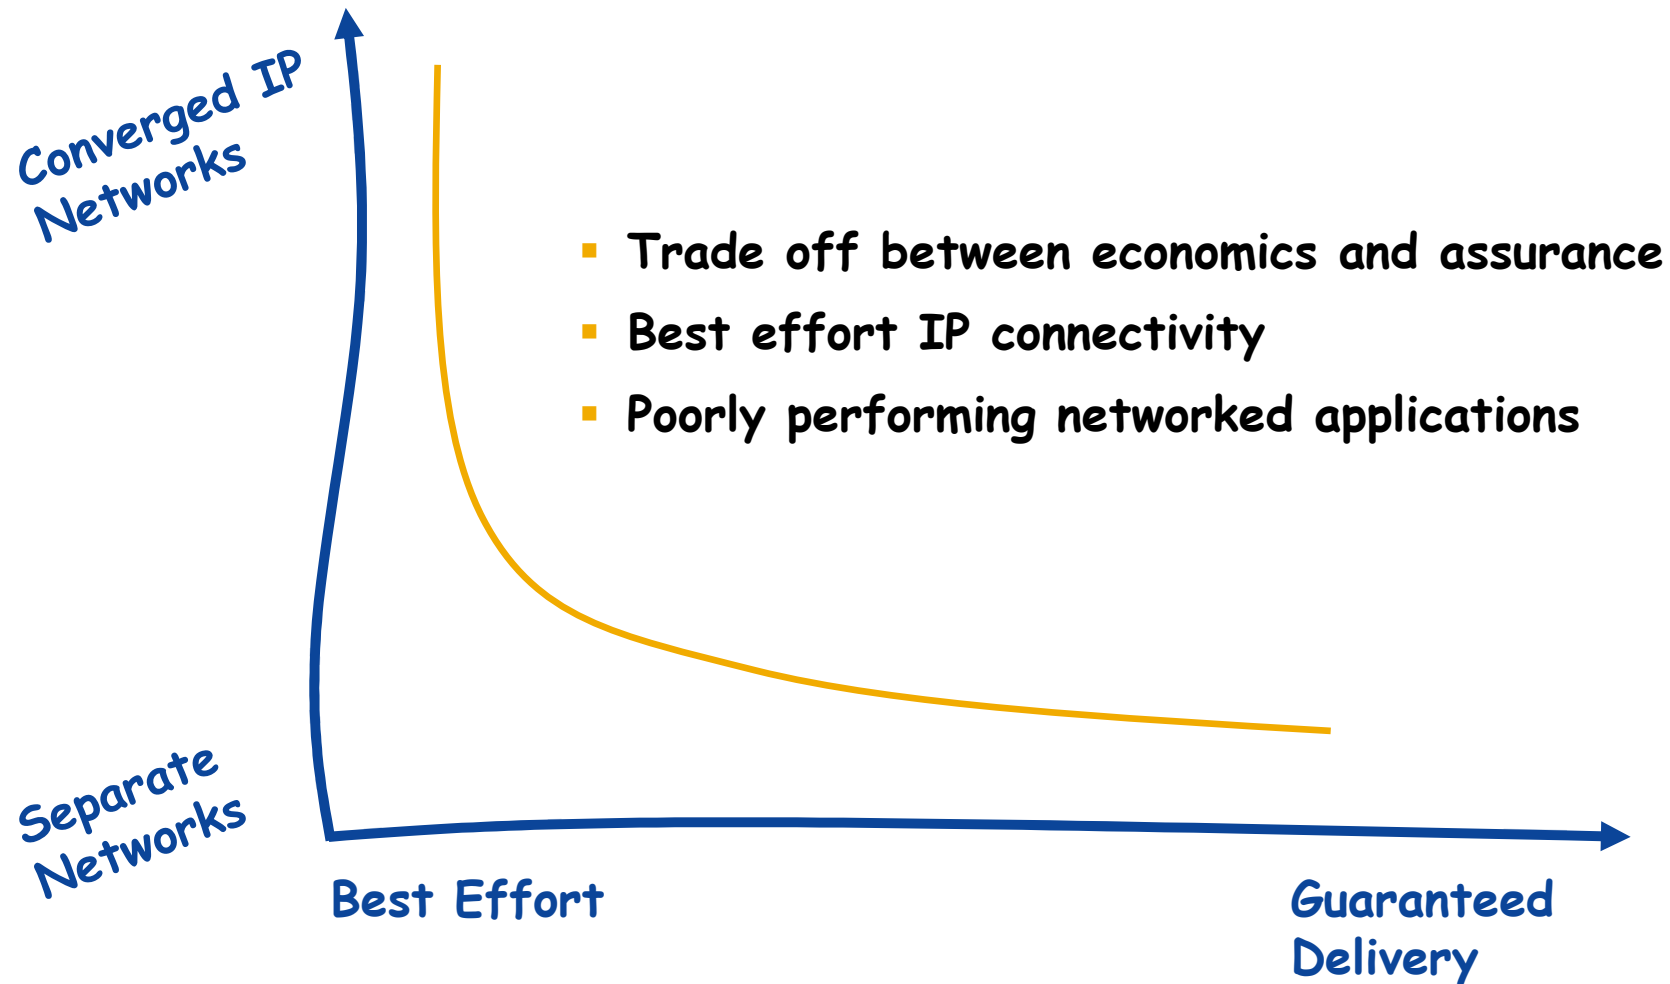 Converged IP
Networks
Trade off between economics and assurance
Best effort IP connectivity
Poorly performing networked applications
Separate
Networks
Best Effort
Guaranteed
Delivery